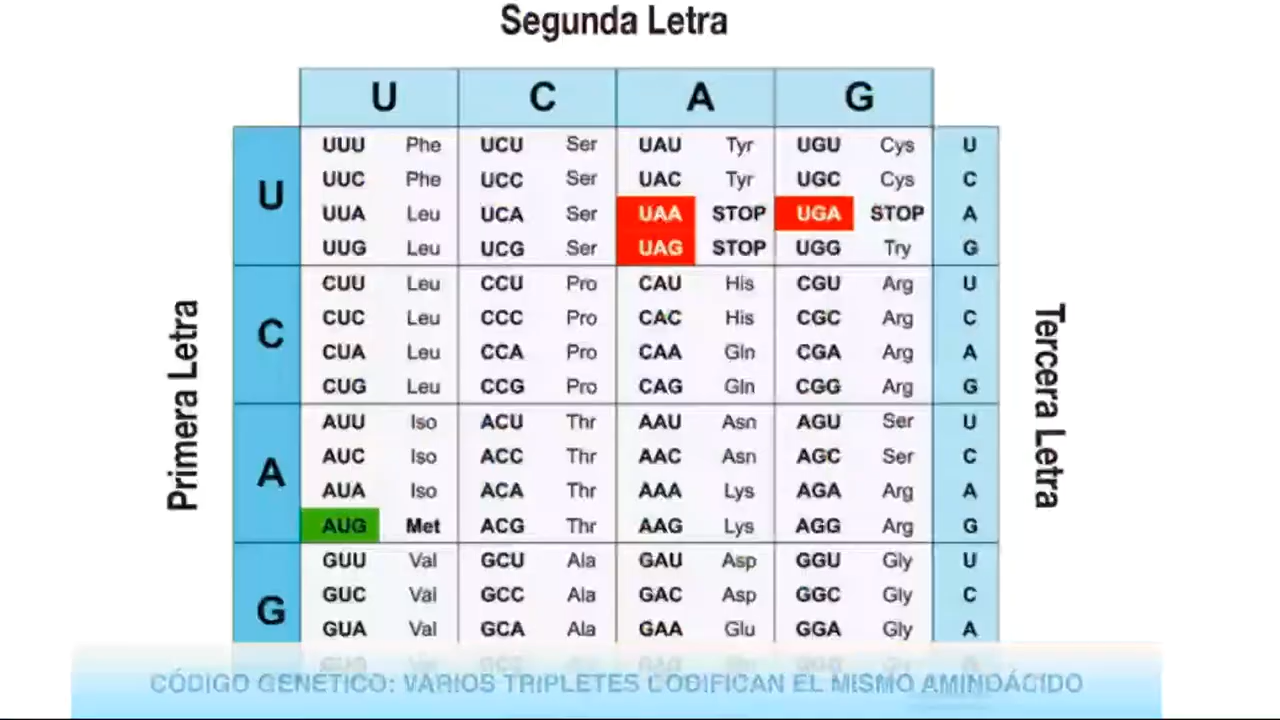 Segunda Letra
U C A G
UUU Phe UCU Ser UAU Tyr UGU Cys U
UUC Phe UCC Ser UAC Tyr UGC Cys C
U
UUA Leu UCA Ser UAA STOP UGA STOP A
UUG Leu UCG Ser UAG STOP UGG Try G
CUU Leu CCU Pro CAU His CGU Arg U
CUC Leu CCC Pro CAC His CGC Arg C
C
CUA Leu CCA Pro CAA Gln CGA Arg A
CUG Leu CCG Pro CAG Gln CGG Arg G
Primera Letra
Tercera Letra
AUU Iso ACU Thr AAU Asn AGU Ser U
AUC Iso ACC Thr AAC Asn AGC Ser C
A
AUA Iso ACA Thr AAA Lys AGA Arg A
AUG Met ACG Thr AAG Lys AGG Arg G
GUU Val GCU Ala GAU Asp GGU Gly U
GUC Val GCC Ala GAC Asp GGC Gly C
G
GUA Val GCA Ala GAA Glu GGA Gly A
CÓDIGO GENÉTICO: VARIOS TRIPLETES CODIFICAN EL MISMO AMINOÁCIDO